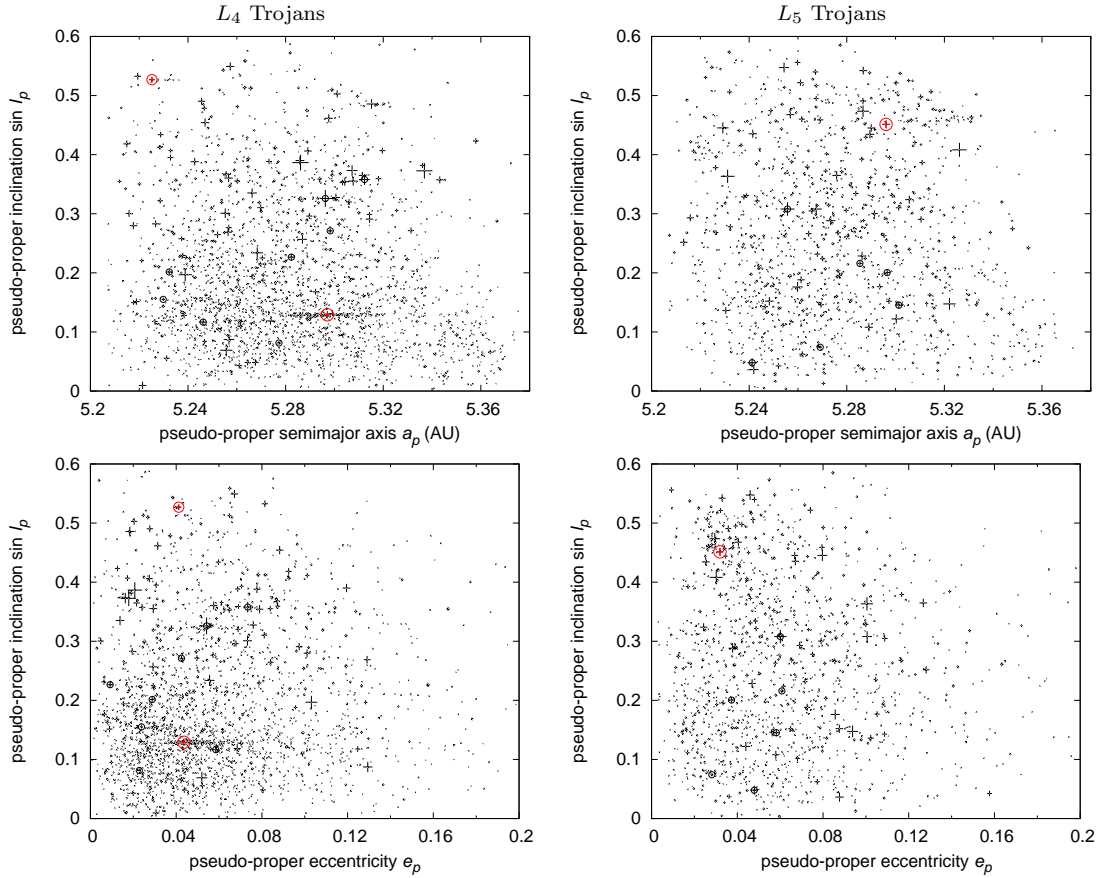 L4 Trojans
L5 Trojans
0.6
0.5
0.4
0.3
0.2
0.1
0
pseudo-proper inclination sin Ip
5.2 5.24 5.28 5.32 5.36
pseudo-proper semimajor axis ap (AU)
0.6
0.5
0.4
0.3
0.2
0.1
0
pseudo-proper inclination sin Ip
5.2 5.24 5.28 5.32 5.36
pseudo-proper semimajor axis ap (AU)
0.6
0.5
0.4
0.3
0.2
0.1
0
pseudo-proper inclination sin Ip
0 0.04 0.08 0.12 0.16 0.2
pseudo-proper eccentricity ep
0.6
0.5
0.4
0.3
0.2
0.1
0
pseudo-proper inclination sin Ip
0 0.04 0.08 0.12 0.16 0.2
pseudo-proper eccentricity ep